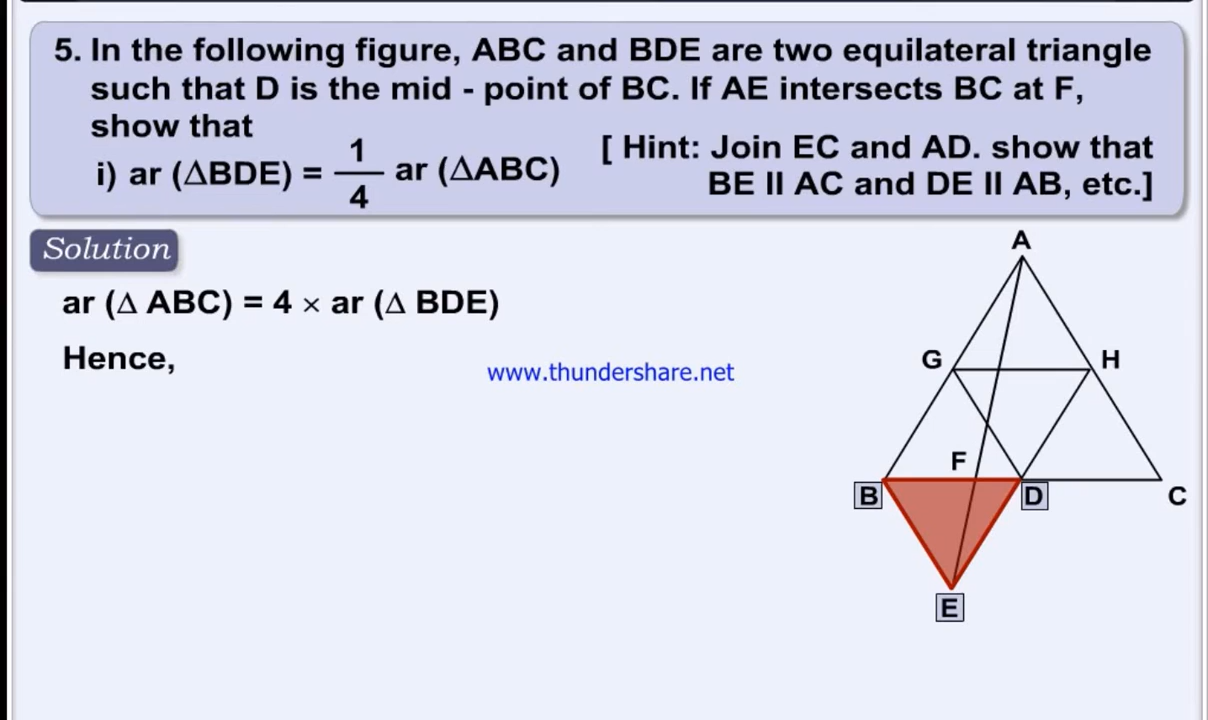 5. In the following figure, ABC and BDE are two equilateral triangle
such that D is the mid - point of BC. If AE intersects BC at F,
show that
i) ar (ΔBDE) = 1/4 ar (ΔABC)
[ Hint: Join EC and AD. show that
BE II AC and DE II AB, etc.]
Solution
ar (Δ ABC) = 4 × ar (Δ BDE)
Hence,
www.thundershare.net
A
G
H
F
B
D
C
E